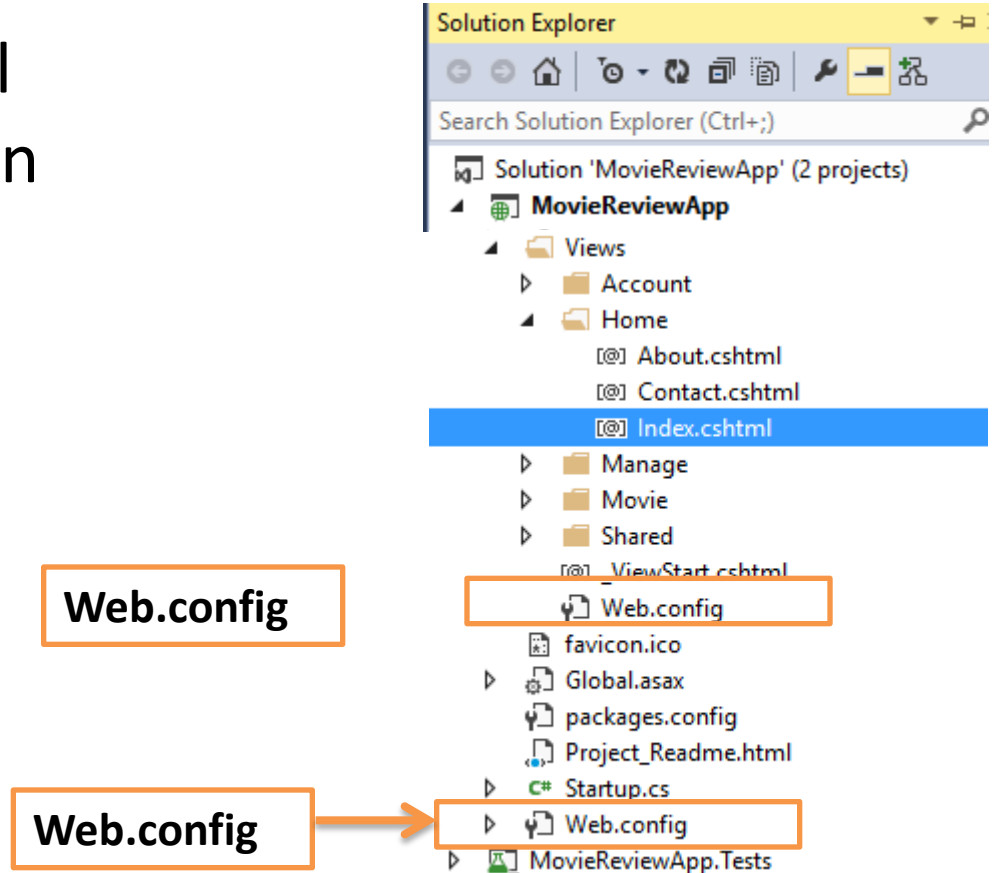 l
n
Solution Explorer
Search Solution Explorer (Ctrl+;)
Solution 'MovieReviewApp' (2 projects)
MovieReviewApp
Views
Account
Home
[@] About.cshtml
[@] Contact.cshtml
[@] Index.cshtml
Manage
Movie
Shared
[@] _ViewStart.cshtml
Web.config
Web.config
favicon.ico
Global.asax
packages.config
Project_Readme.html
C# Startup.cs
Web.config
Web.config
MovieReviewApp.Tests